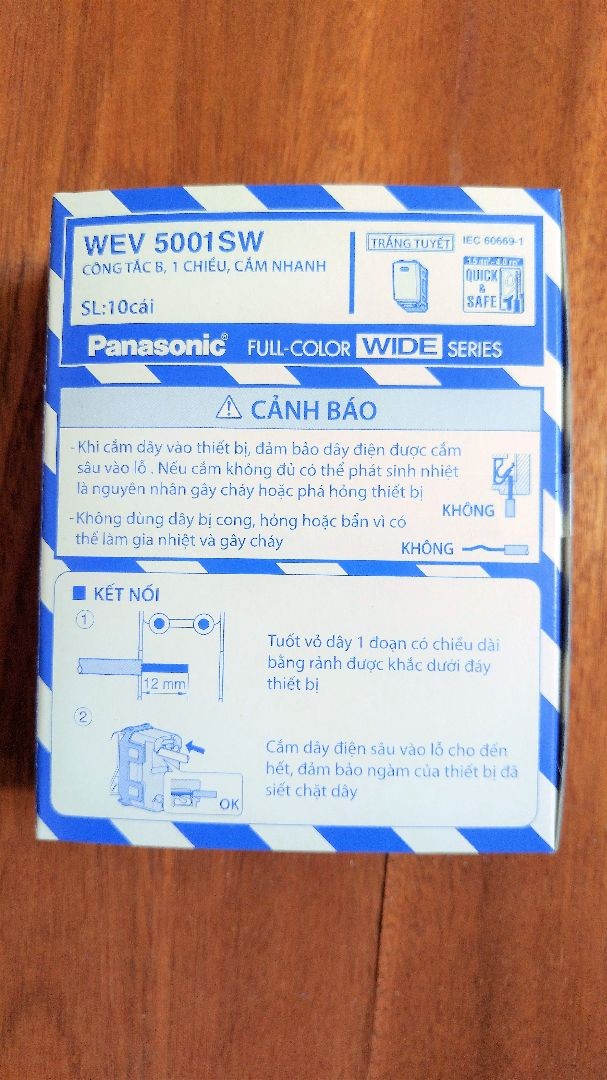 WEV 5001SW
CÔNG TẮC B, 1 CHIỀU, CẮM NHANH
SL:10cái
TRẮNG TUYẾT
IEC 60669-1
QUICK
&
SAFE
Panasonic® FULL-COLOR WIDE SERIES
⚠ CẢNH BÁO
-Khi cắm dây vào thiết bị, đảm bảo dây điện được cắm
sâu vào lỗ . Nếu cắm không đủ có thể phát sinh nhiệt
là nguyên nhân gây cháy hoặc phá hỏng thiết bị
KHÔNG
-Không dùng dây bị cong, hỏng hoặc bẩn vì có
thể làm gia nhiệt và gây cháy
KHÔNG
■ KẾT NỐI
1
12 mm
Tuốt vỏ dây 1 đoạn có chiều dài
bằng rảnh được khắc dưới đáy
thiết bị
2
OK
Cắm dây điện sâu vào lỗ cho đến
hết, đảm bảo ngàm của thiết bị đã
siết chặt dây